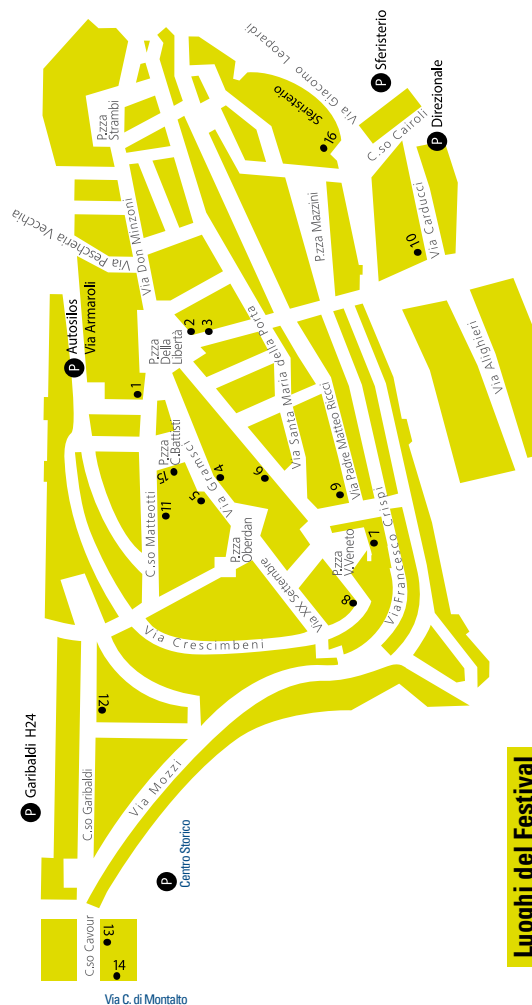 Via Giacomo Leopardi
P Sferisterio
Sferisterio
16
C.so Cairoli
P Direzionale
P.zza
Strambi
P.zza Mazzini
10
Via Carducci
Via Pescheria Vecchia
Via Don Minzoni
P Autosilos
Via Armaroli
P.zza
Della
Libertà
2
3
Via Santa Maria della Porta
Via Alighieri
1
P.zza
C.Battisti
15
11
C.so Matteotti
Via Gramsci
4
5
6
Via Padre Matteo Riccci
9
P.zza
Oberdan
Via XX Settembre
P.zza
V.Veneto
7
8
Via Francesco Crispi
Via Crescimbeni
12
P Garibaldi H24
C.so Garibaldi
Via Mozzi
P
Centro Storico
C.so Cavour
13
14
Via C. di Montalto
Luoghi del Festival